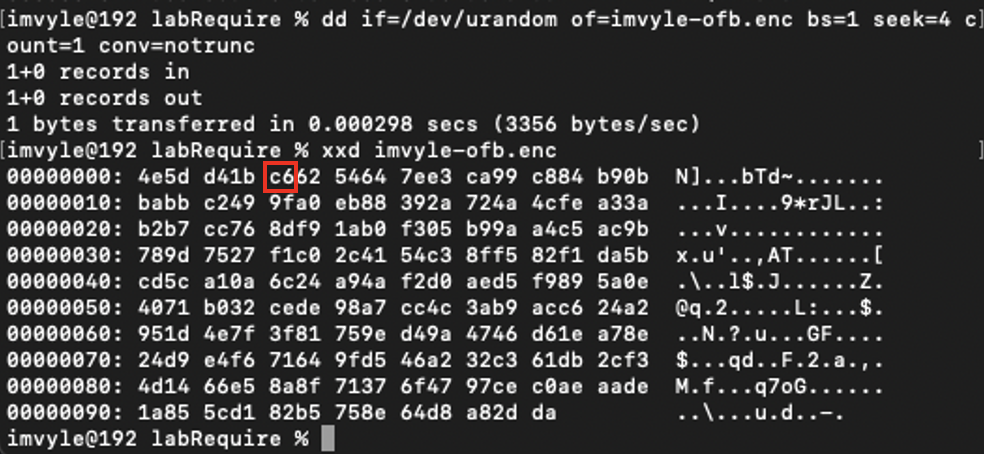 [imvyle@192 labRequire % dd if=/dev/urandom of=imvyle-ofb.enc bs=1 seek=4 c]
ount=1 conv=notrunc
1+0 records in
1+0 records out
1 bytes transferred in 0.000298 secs (3356 bytes/sec)
[imvyle@192 labRequire % xxd imvyle-ofb.enc ]
00000000: 4e5d d41b c662 5464 7ee3 ca99 c884 b90b  N]...bTd~.......
00000010: babb c249 9fa0 eb88 392a 724a 4cfe a33a  ...I....9*rJL..:
00000020: b2b7 cc76 8df9 1ab0 f305 b99a a4c5 ac9b  ...v............
00000030: 789d 7527 f1c0 2c41 54c3 8ff5 82f1 da5b  x.u'..,AT......[
00000040: cd5c a10a 6c24 a94a f2d0 aed5 f989 5a0e  .\..l$.J......Z.
00000050: 4071 b032 cede 98a7 cc4c 3ab9 acc6 24a2  @q.2.....L:...$.
00000060: 951d 4e7f 3f81 759e d49a 4746 d61e a78e  ..N.?.u...GF....
00000070: 24d9 e4f6 7164 9fd5 46a2 32c3 61db 2cf3  $...qd..F.2.a.,.
00000080: 4d14 66e5 8a8f 7137 6f47 97ce c0ae aade  M.f...q7oG......
00000090: 1a85 5cd1 82b5 758e 64d8 a82d da  ..\...u.d..-.
imvyle@192 labRequire %